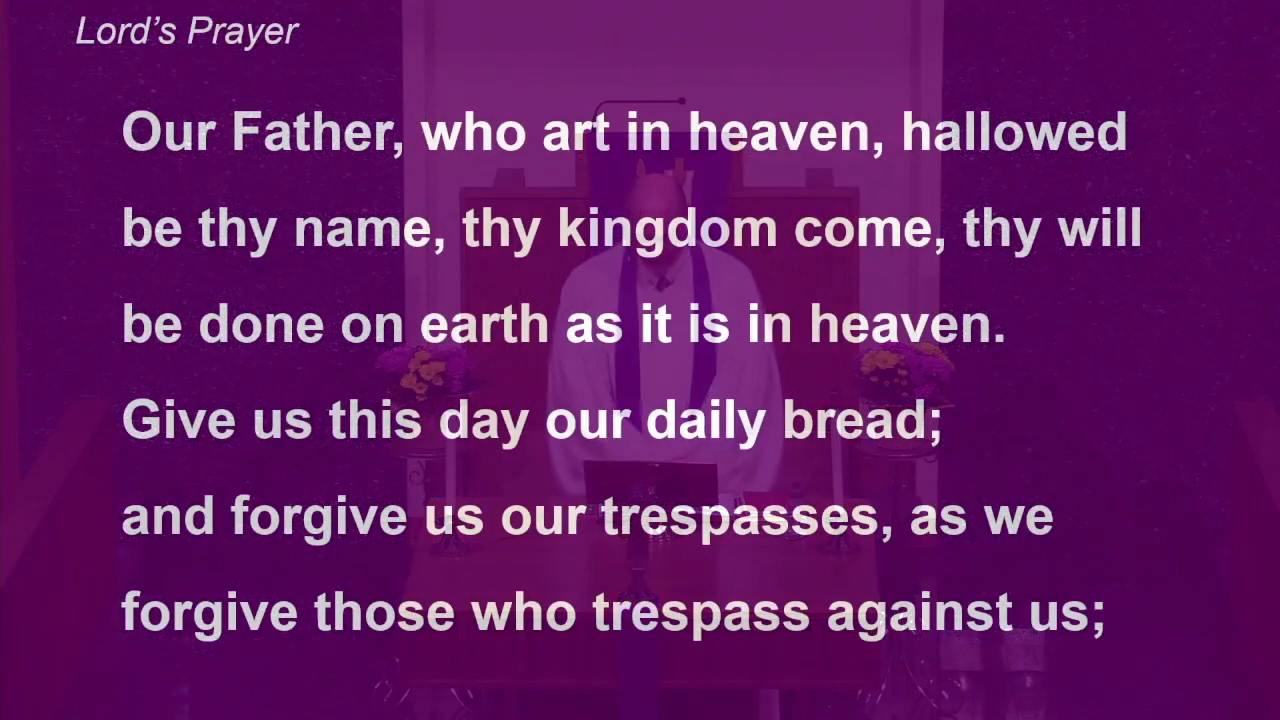 Lord’s Prayer
Our Father, who art in heaven, hallowed
be thy name, thy kingdom come, thy will
be done on earth as it is in heaven.
Give us this day our daily bread;
and forgive us our trespasses, as we
forgive those who trespass against us;